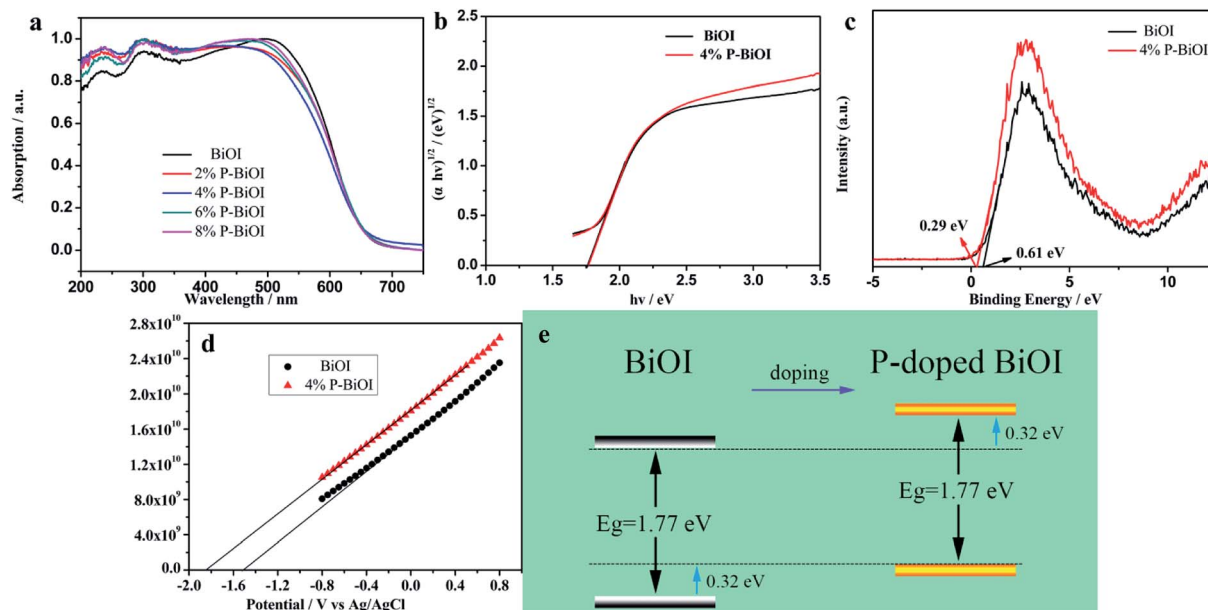 a
Absorption / a.u.
1.0
0.8
0.6
0.4
0.2
0.0
BiOI
2% P-BiOI
4% P-BiOI
6% P-BiOI
8% P-BiOI
200 300 400 500 600 700
Wavelength / nm
b
(α hν)1/2 / (eV)1/2
2.5
2.0
1.5
1.0
0.5
0.0
BiOI
4% P-BiOI
1.0 1.5 2.0 2.5 3.0 3.5
hν / eV
c
Intensity (a.u.)
BiOI
4% P-BiOI
0.29 eV
0.61 eV
-5 0 5 10
Binding Energy / eV
d
2.8x10^10
2.4x10^10
2.0x10^10
1.6x10^10
1.2x10^10
8.0x10^9
4.0x10^9
0.0
BiOI
4% P-BiOI
-2.0 -1.6 -1.2 -0.8 -0.4 0.0 0.4 0.8
Potential / V vs Ag/AgCl
e
BiOI
doping
P-doped BiOI
0.32 eV
Eg=1.77 eV
Eg=1.77 eV
0.32 eV